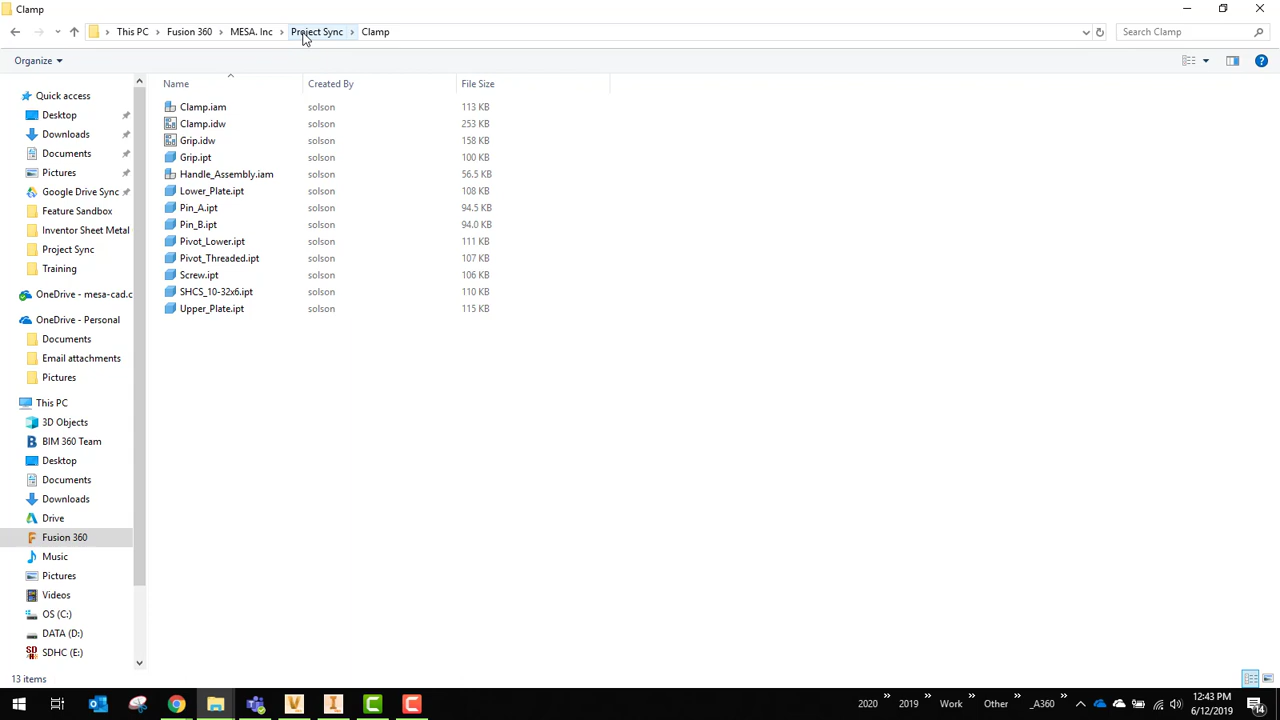 Clamp
This PC > Fusion 360 > MESA. Inc > Project Sync > Clamp
Search Clamp
Organize
Name Created By File Size
Clamp.iam solson 113 KB
Clamp.idw solson 253 KB
Grip.idw solson 158 KB
Grip.ipt solson 100 KB
Handle_Assembly.iam solson 56.5 KB
Lower_Plate.ipt solson 108 KB
Pin_A.ipt solson 94.5 KB
Pin_B.ipt solson 94.0 KB
Pivot_Lower.ipt solson 111 KB
Pivot_Threaded.ipt solson 107 KB
Screw.ipt solson 106 KB
SHCS_10-32x6.ipt solson 110 KB
Upper_Plate.ipt solson 115 KB
Quick access
Desktop
Downloads
Documents
Pictures
Google Drive Sync
Feature Sandbox
Inventor Sheet Metal
Project Sync
Training
OneDrive - mesa-cad.c
OneDrive - Personal
Documents
Email attachments
Pictures
This PC
3D Objects
BIM 360 Team
Desktop
Documents
Downloads
Drive
Fusion 360
Music
Pictures
Videos
OS (C:)
DATA (D:)
SDHC (E:)
13 items
2020 » 2019 » Work » Other » _A360 »
12:43 PM
6/12/2019
14